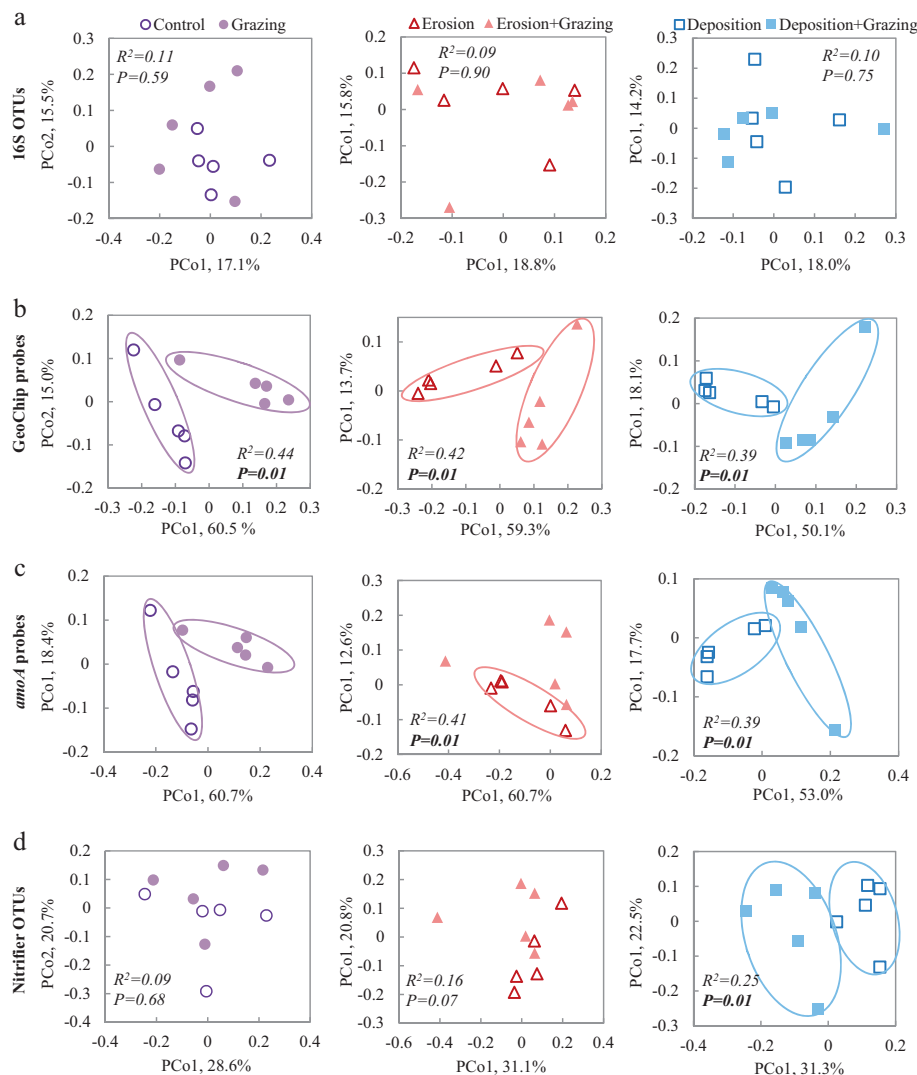 a
Control Grazing
Erosion Erosion+Grazing
Deposition Deposition+Grazing
16S OTUs
PCo2, 15.5%
0.3
0.2
0.1
0
-0.1
-0.2
R²=0.11
P=0.59
-0.4 -0.2 0 0.2 0.4
PCo1, 17.1%
PCo1, 15.8%
0.2
0.1
0
-0.1
-0.2
-0.3
R²=0.09
P=0.90
-0.2 -0.1 0 0.1 0.2
PCo1, 18.8%
PCo1, 14.2%
0.3
0.2
0.1
0
-0.1
-0.2
-0.3
R²=0.10
P=0.75
-0.2 -0.1 0 0.1 0.2 0.3
PCo1, 18.0%
b
GeoChip probes
PCo2, 15.0%
0.2
0.1
0
-0.1
-0.2
R²=0.44
P=0.01
-0.3 -0.2 -0.1 0 0.1 0.2 0.3
PCo1, 60.5 %
PCo1, 13.7%
0.2
0.1
0
-0.1
-0.2
R²=0.42
P=0.01
-0.3 -0.2 -0.1 0 0.1 0.2 0.3
PCo1, 59.3%
PCo1, 18.1%
0.2
0.1
0
-0.1
-0.2
R²=0.39
P=0.01
-0.2 -0.1 0 0.1 0.2 0.3
PCo1, 50.1%
c
amoA probes
PCo1, 18.4%
0.2
0.1
0
-0.1
-0.2
-0.4 -0.2 0 0.2 0.4
PCo1, 60.7%
PCo1, 12.6%
0.3
0.2
0.1
0
-0.1
-0.2
R²=0.41
P=0.01
-0.6 -0.4 -0.2 0 0.2
PCo1, 60.7%
PCo1, 17.7%
0.1
0
-0.1
-0.2
R²=0.39
P=0.01
-0.2 0 0.2 0.4
PCo1, 53.0%
d
Nitrifier OTUs
PCo2, 20.7%
0.2
0.1
0
-0.1
-0.2
-0.3
-0.4
R²=0.09
P=0.68
-0.4 -0.2 0 0.2 0.4
PCo1, 28.6%
PCo1, 20.8%
0.3
0.2
0.1
0
-0.1
-0.2
-0.3
R²=0.16
P=0.07
-0.6 -0.4 -0.2 0 0.2 0.4
PCo1, 31.1%
PCo1, 22.5%
0.2
0.1
0
-0.1
-0.2
-0.3
R²=0.25
P=0.01
-0.3 -0.2 -0.1 0 0.1 0.2 0.3
PCo1, 31.3%